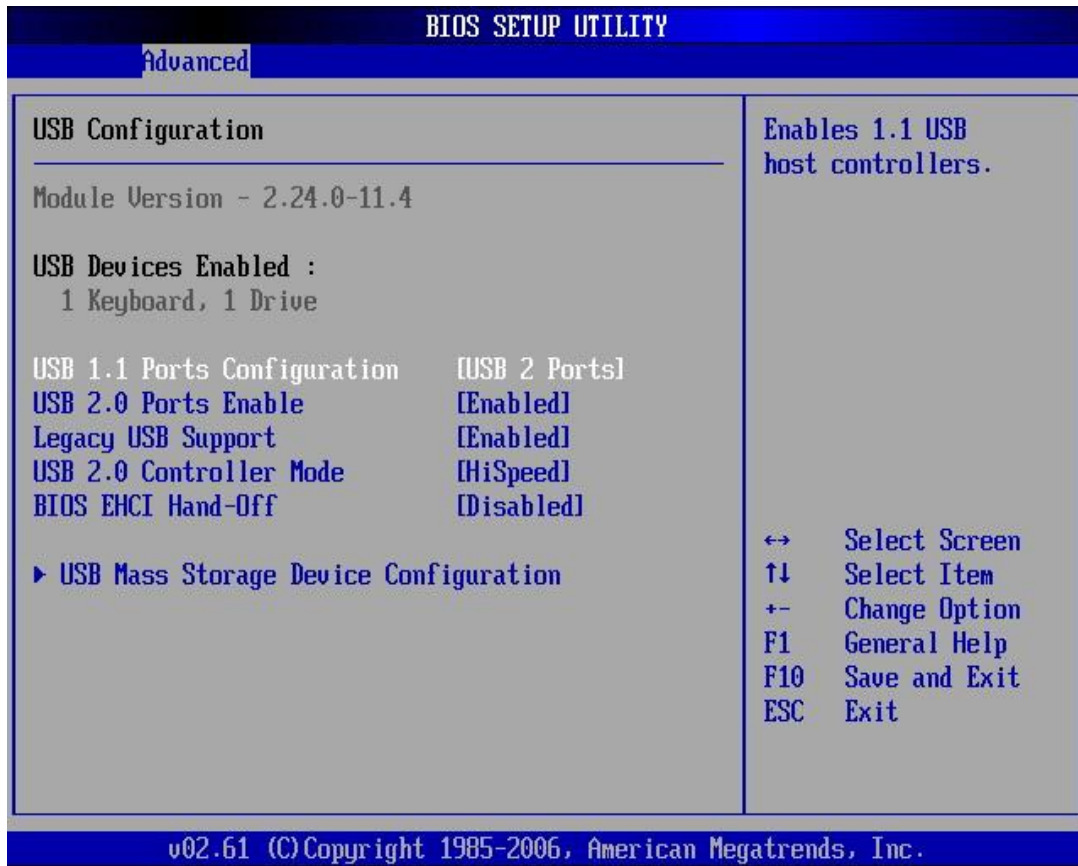 BIOS SETUP UTILITY
Advanced
USB Configuration
Module Version - 2.24.0-11.4
USB Devices Enabled :
1 Keyboard, 1 Drive
USB 1.1 Ports Configuration [USB 2 Ports]
USB 2.0 Ports Enable [Enabled]
Legacy USB Support [Enabled]
USB 2.0 Controller Mode [HiSpeed]
BIOS EHCI Hand-Off [Disabled]
▶ USB Mass Storage Device Configuration
Enables 1.1 USB
host controllers.
↔ Select Screen
↑↓ Select Item
+- Change Option
F1 General Help
F10 Save and Exit
ESC Exit
v02.61 (C)Copyright 1985-2006, American Megatrends, Inc.